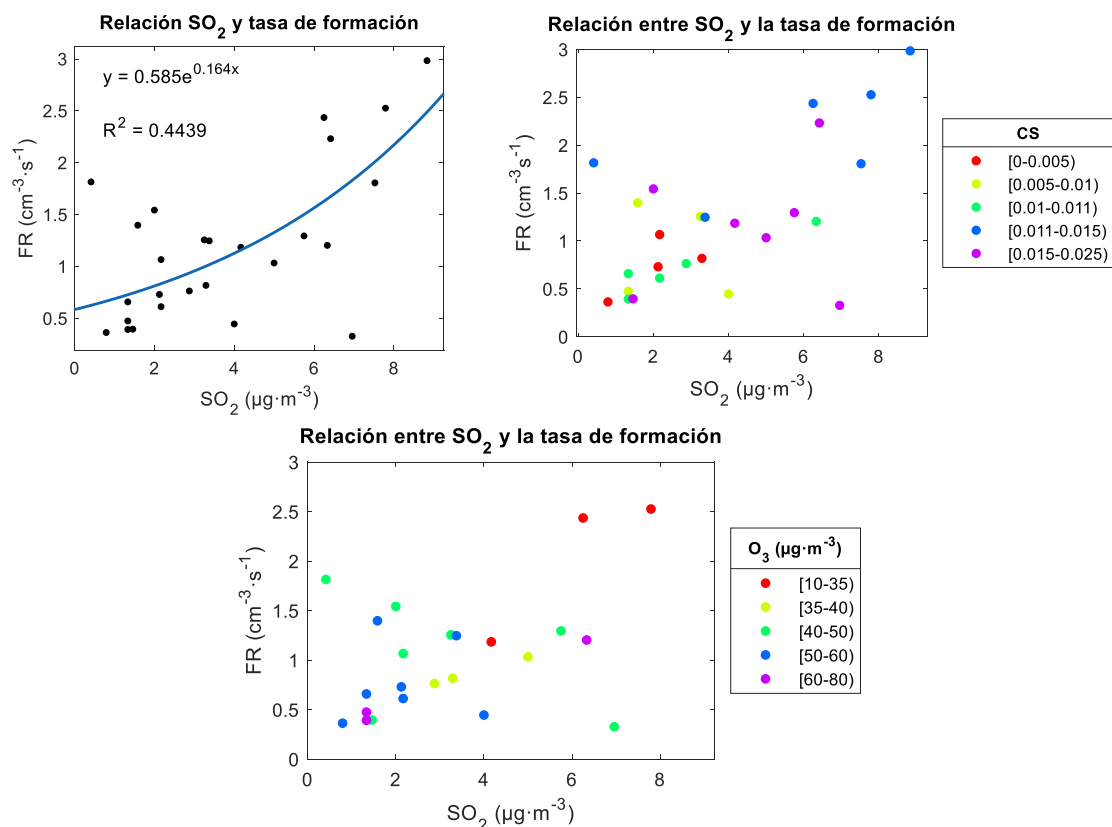 Relación SO2 y tasa de formación
y = 0.585e^0.164x
R^2 = 0.4439
FR (cm^-3·s^-1)
3
2.5
2
1.5
1
0.5
0 2 4 6 8
SO2 (µg·m^-3)
Relación entre SO2 y la tasa de formación
FR (cm^-3 s^-1)
3
2.5
2
1.5
1
0.5
0
0 2 4 6 8
SO2 (µg·m^-3)
CS
[0-0.005)
[0.005-0.01)
[0.01-0.011)
[0.011-0.015)
[0.015-0.025)
Relación entre SO2 y la tasa de formación
FR (cm^-3·s^-1)
3
2.5
2
1.5
1
0.5
0
0 2 4 6 8
SO2 (µg·m^-3)
O3 (µg·m^-3)
[10-35)
[35-40)
[40-50)
[50-60)
[60-80)